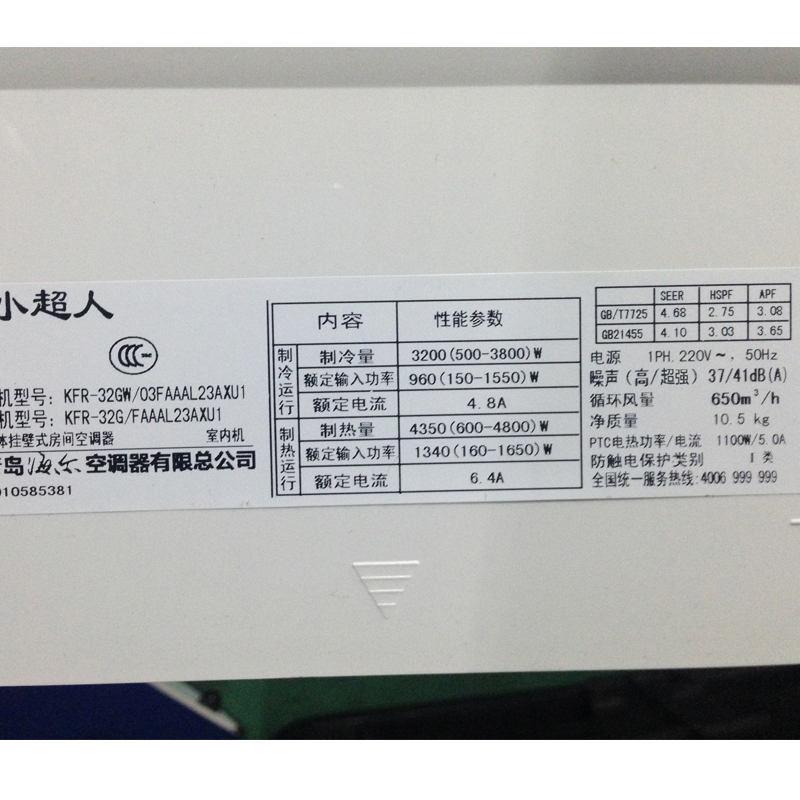 小超人
CCC
机型号: KFR-32GW/03FAAAL23AXU1
机型号: KFR-32G/FAAAL23AXU1
体挂壁式房间空调器 室内机
岛海尔空调器有限总公司
010585381
内容 性能参数
制冷运行
制冷量 3200(500-3800)W
额定输入功率 960(150-1550)W
额定电流 4.8A
制热运行
制热量 4350(600-4800)W
额定输入功率 1340(160-1650)W
额定电流 6.4A
SEER HSPF APF
GB/T7725 4.68 2.75 3.08
GB21455 4.10 3.03 3.65
电源 1PH.220V～, 50Hz
噪声(高/超强) 37/41dB(A)
循环风量 650m³/h
净质量 10.5 kg
PTC电热功率/电流 1100W/5.0A
防触电保护类别 I 类
全国统一服务热线:4006 999 999